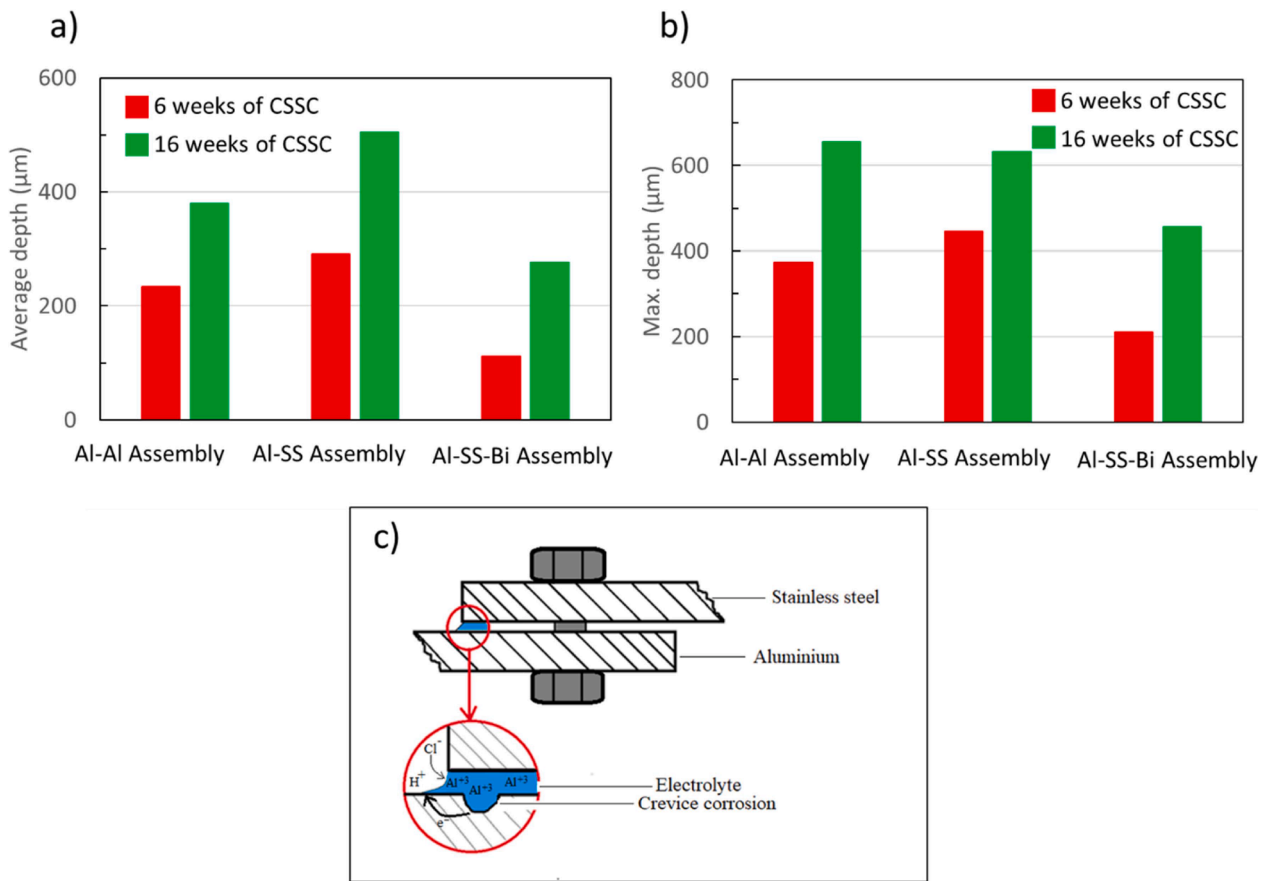 a)
Average depth (μm)
600
400
200
0
6 weeks of CSSC
16 weeks of CSSC
Al-Al Assembly
Al-SS Assembly
Al-SS-Bi Assembly
b)
Max. depth (μm)
800
600
400
200
0
6 weeks of CSSC
16 weeks of CSSC
Al-Al Assembly
Al-SS Assembly
Al-SS-Bi Assembly
c)
Stainless steel
Aluminium
Cl⁻
H⁺
Al⁺³
Al⁺³
Al⁺³
e⁻
Electrolyte
Crevice corrosion